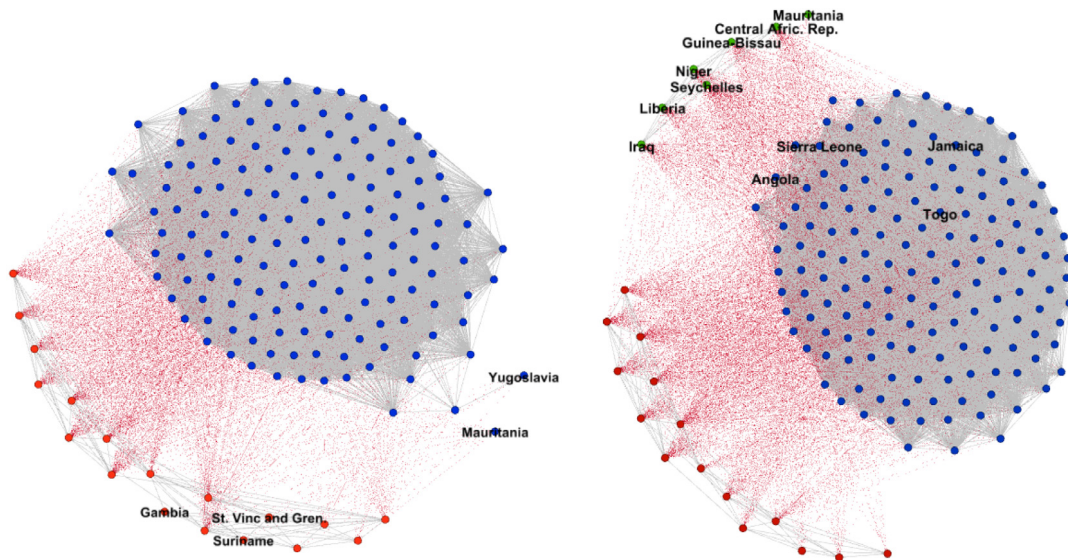 Yugoslavia
Mauritania
Gambia
St. Vinc and Gren.
Suriname
Mauritania
Central Afric. Rep.
Guinea-Bissau
Niger
Seychelles
Liberia
Iraq
Sierra Leone
Jamaica
Angola
Togo